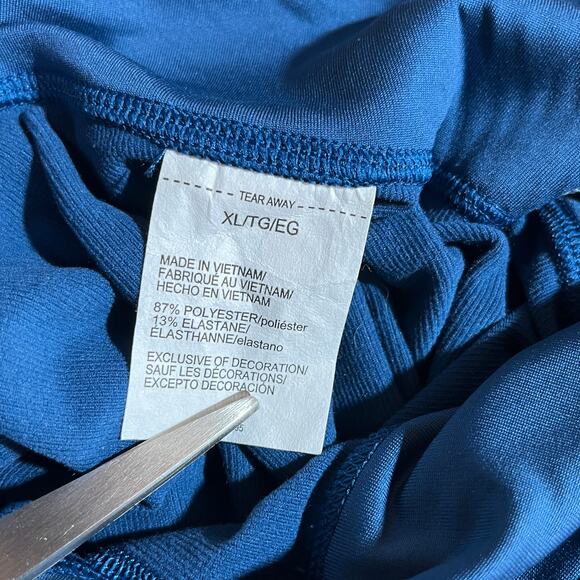 TEAR AWAY
XL/TG/EG
MADE IN VIETNAM/
FABRIQUÉ AU VIETNAM/
HECHO EN VIETNAM
87% POLYESTER/poliéster
13% ELASTANE/
ÉLASTHANNE/elastano
EXCLUSIVE OF DECORATION/
SAUF LES DÉCORATIONS/
EXCEPTO DECORACIÓN